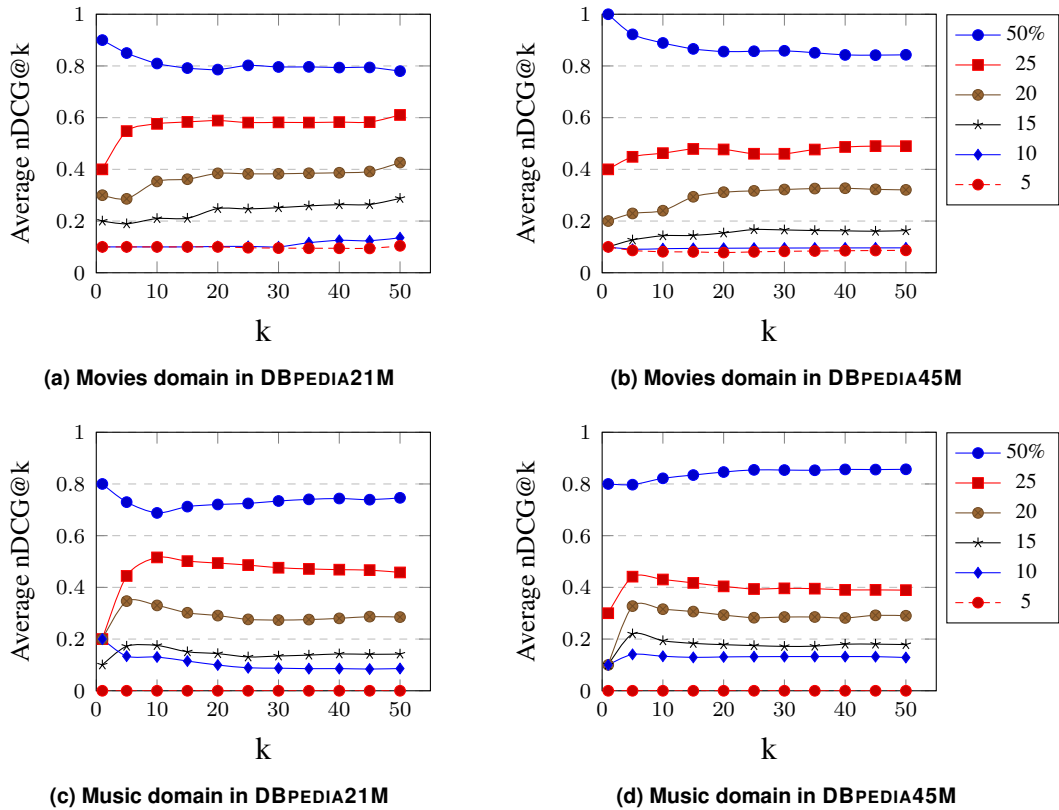 1
0.8
0.6
0.4
0.2
0
Average nDCG@k
0 10 20 30 40 50
k
(a) Movies domain in DBPEDIA21M
1
0.8
0.6
0.4
0.2
0
Average nDCG@k
0 10 20 30 40 50
k
(b) Movies domain in DBPEDIA45M
50%
25
20
15
10
5
1
0.8
0.6
0.4
0.2
0
Average nDCG@k
0 10 20 30 40 50
k
(c) Music domain in DBPEDIA21M
1
0.8
0.6
0.4
0.2
0
Average nDCG@k
0 10 20 30 40 50
k
(d) Music domain in DBPEDIA45M
50%
25
20
15
10
5